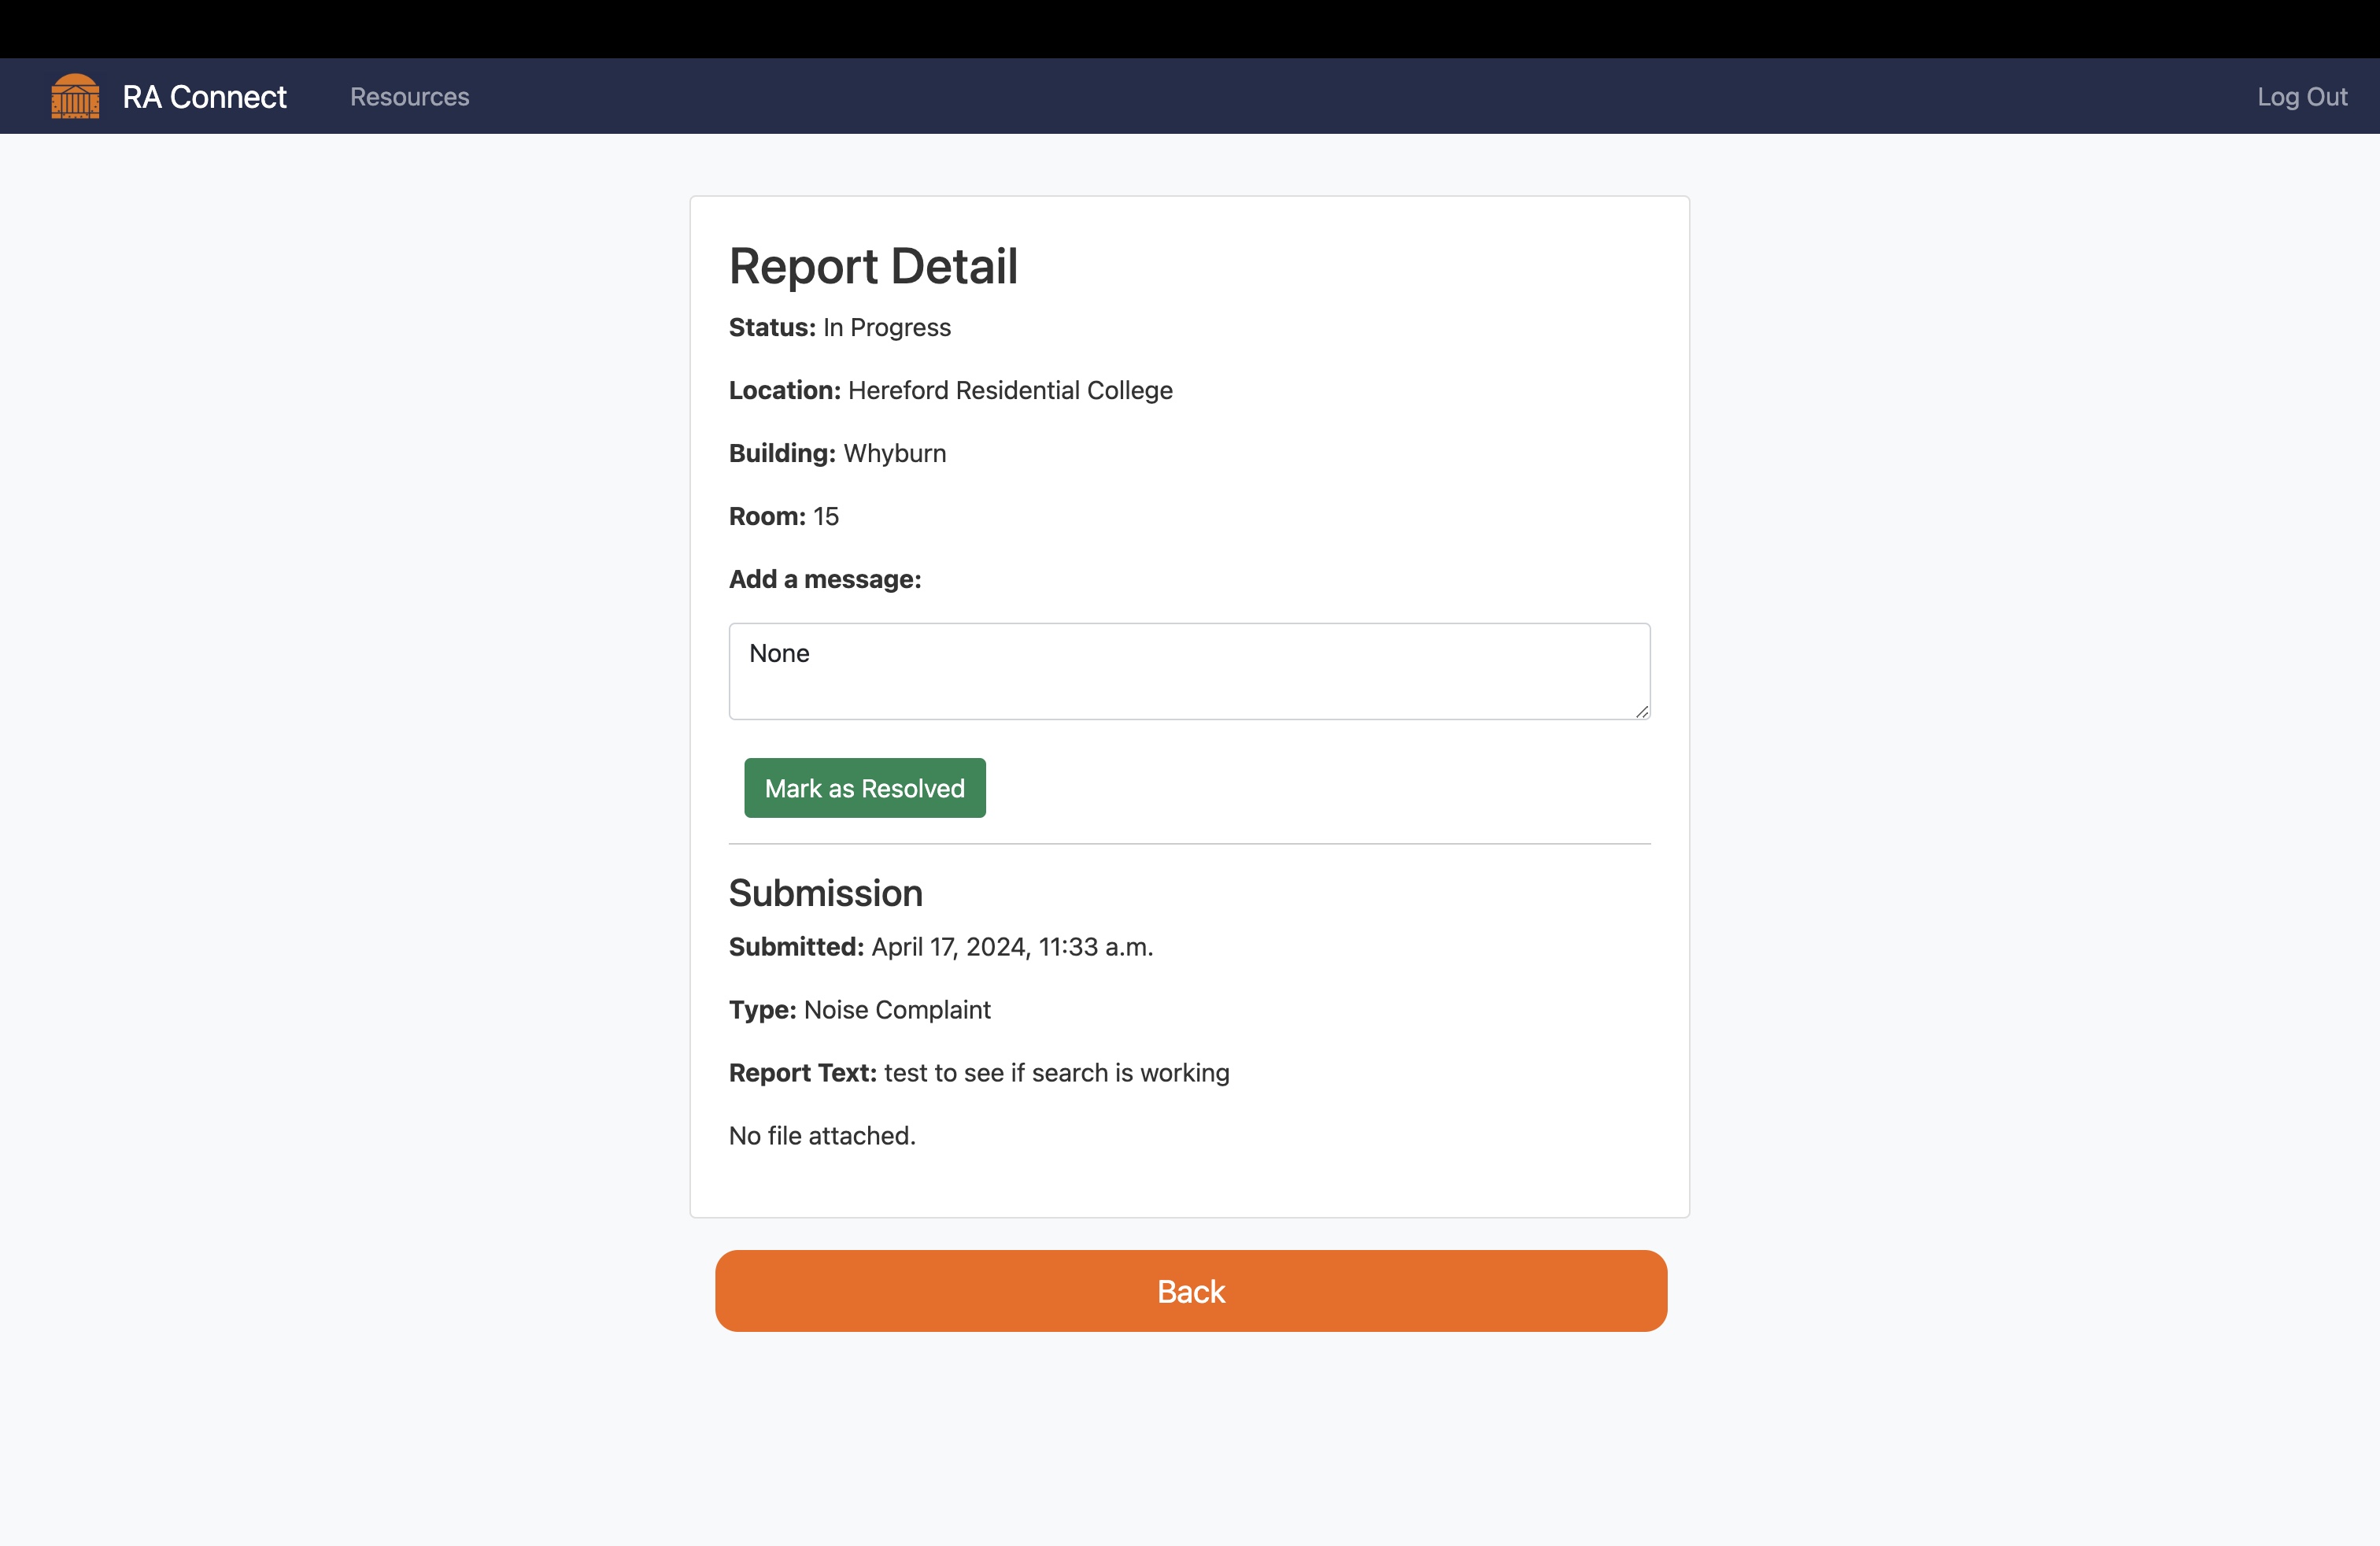 RA Connect
Resources
Log Out
Report Detail
Status: In Progress
Location: Hereford Residential College
Building: Whyburn
Room: 15
Add a message:
None
Mark as Resolved
Submission
Submitted: April 17, 2024, 11:33 a.m.
Type: Noise Complaint
Report Text: test to see if search is working
No file attached.
Back